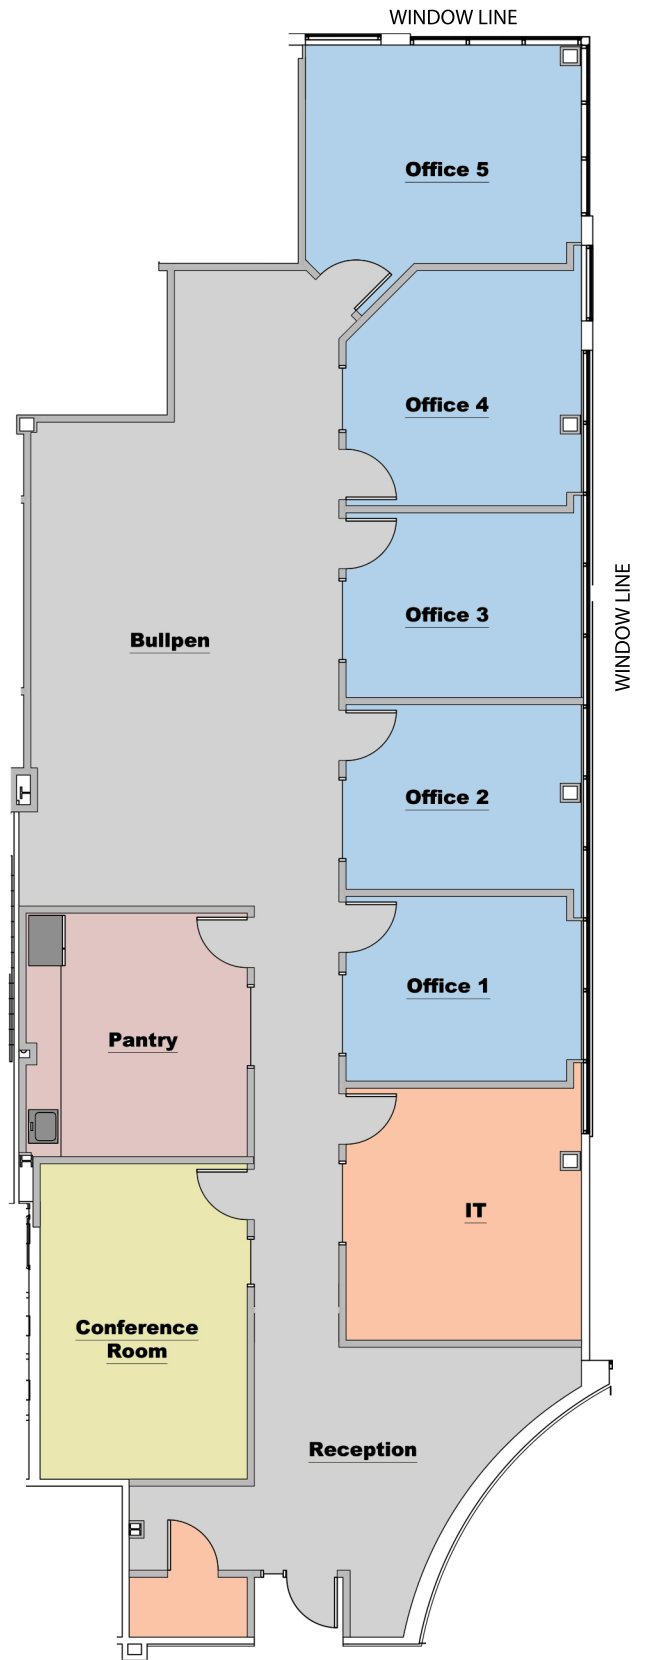 WINDOW LINE
Office 5
Office 4
Office 3
WINDOW LINE
Bullpen
Office 2
Office 1
Pantry
IT
Conference
Room
Reception